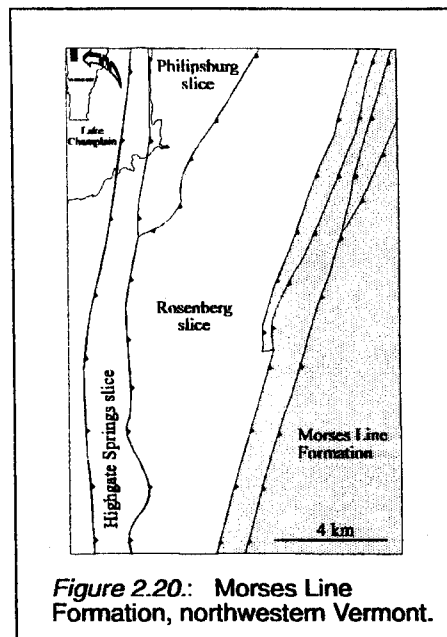 Philipsburg
slice
Lake
Champlain
Rosenberg
slice
Highgate Springs slice
Morses Line
Formation
4 km
Figure 2.20.: Morses Line
Formation, northwestern Vermont.